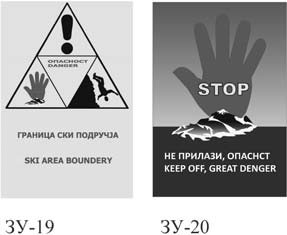 ОПАСНОСТ
DANGER
ГРАНИЦА СКИ ПОДРУЧЈА
SKI AREA BOUNDERY
ЗУ-19
STOP
НЕ ПРИЛАЗИ, ОПАСНСТ
KEEP OFF, GREAT DENGER
ЗУ-20